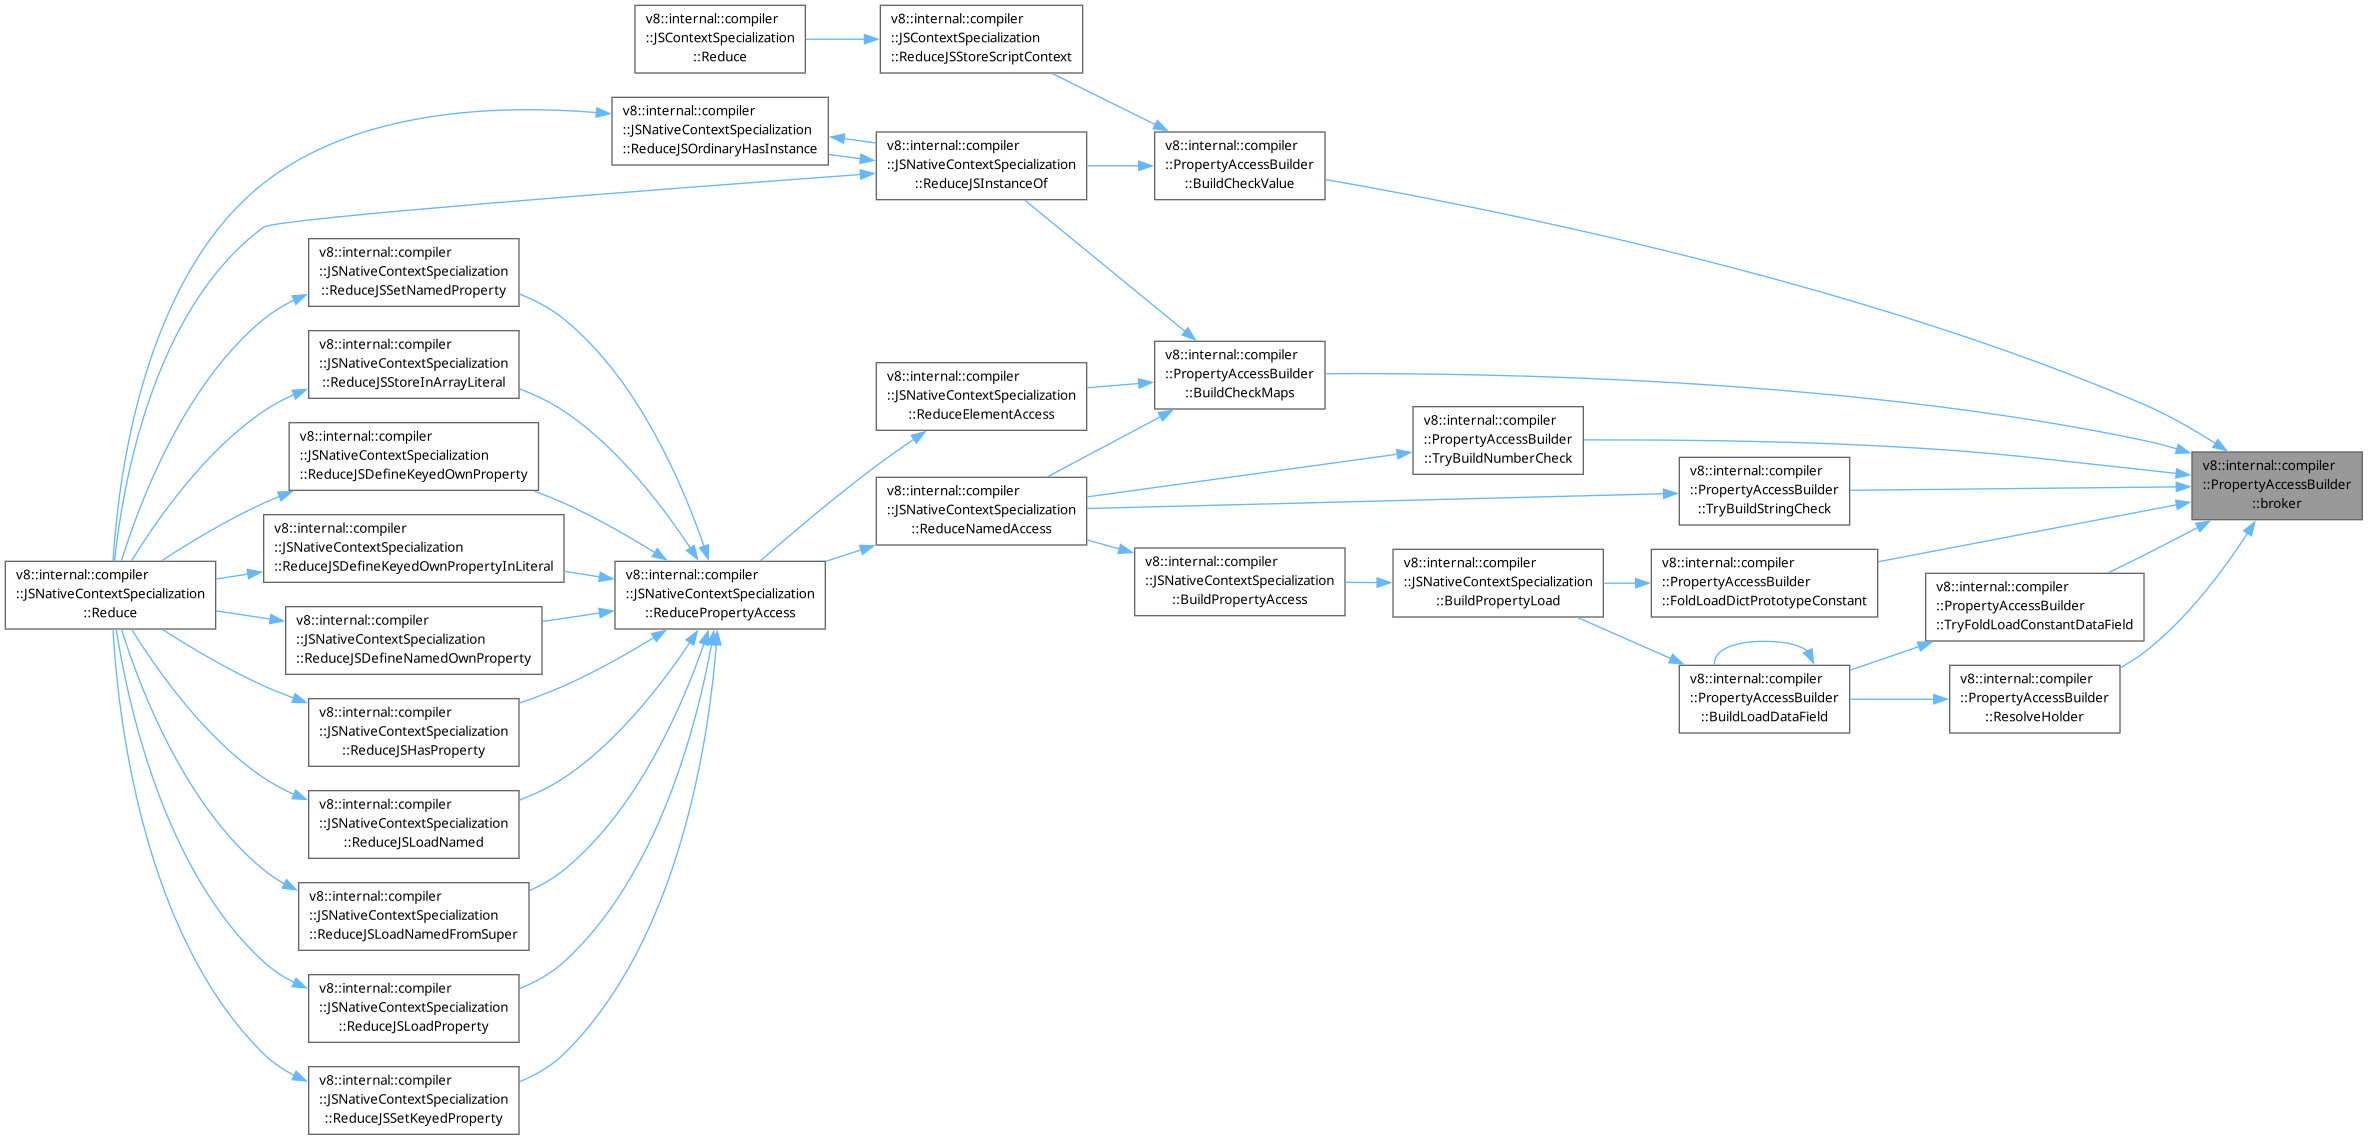 v8::internal::compiler
::JSContextSpecialization
::Reduce
v8::internal::compiler
::JSContextSpecialization
::ReduceJSStoreScriptContext
v8::internal::compiler
::JSNativeContextSpecialization
::ReduceJSOrdinaryHasInstance
v8::internal::compiler
::JSNativeContextSpecialization
::ReduceJSInstanceOf
v8::internal::compiler
::PropertyAccessBuilder
::BuildCheckValue
v8::internal::compiler
::JSNativeContextSpecialization
::ReduceJSSetNamedProperty
v8::internal::compiler
::JSNativeContextSpecialization
::ReduceJSStoreInArrayLiteral
v8::internal::compiler
::JSNativeContextSpecialization
::ReduceElementAccess
v8::internal::compiler
::PropertyAccessBuilder
::BuildCheckMaps
v8::internal::compiler
::JSNativeContextSpecialization
::ReduceJSDefineKeyedOwnProperty
v8::internal::compiler
::PropertyAccessBuilder
::TryBuildNumberCheck
v8::internal::compiler
::JSNativeContextSpecialization
::ReduceNamedAccess
v8::internal::compiler
::PropertyAccessBuilder
::TryBuildStringCheck
v8::internal::compiler
::PropertyAccessBuilder
::broker
v8::internal::compiler
::JSNativeContextSpecialization
::ReduceJSDefineKeyedOwnPropertyInLiteral
v8::internal::compiler
::JSNativeContextSpecialization
::Reduce
v8::internal::compiler
::JSNativeContextSpecialization
::ReducePropertyAccess
v8::internal::compiler
::JSNativeContextSpecialization
::BuildPropertyAccess
v8::internal::compiler
::JSNativeContextSpecialization
::BuildPropertyLoad
v8::internal::compiler
::PropertyAccessBuilder
::FoldLoadDictPrototypeConstant
v8::internal::compiler
::PropertyAccessBuilder
::TryFoldLoadConstantDataField
v8::internal::compiler
::JSNativeContextSpecialization
::ReduceJSDefineNamedOwnProperty
v8::internal::compiler
::PropertyAccessBuilder
::BuildLoadDataField
v8::internal::compiler
::PropertyAccessBuilder
::ResolveHolder
v8::internal::compiler
::JSNativeContextSpecialization
::ReduceJSHasProperty
v8::internal::compiler
::JSNativeContextSpecialization
::ReduceJSLoadNamed
v8::internal::compiler
::JSNativeContextSpecialization
::ReduceJSLoadNamedFromSuper
v8::internal::compiler
::JSNativeContextSpecialization
::ReduceJSLoadProperty
v8::internal::compiler
::JSNativeContextSpecialization
::ReduceJSSetKeyedProperty